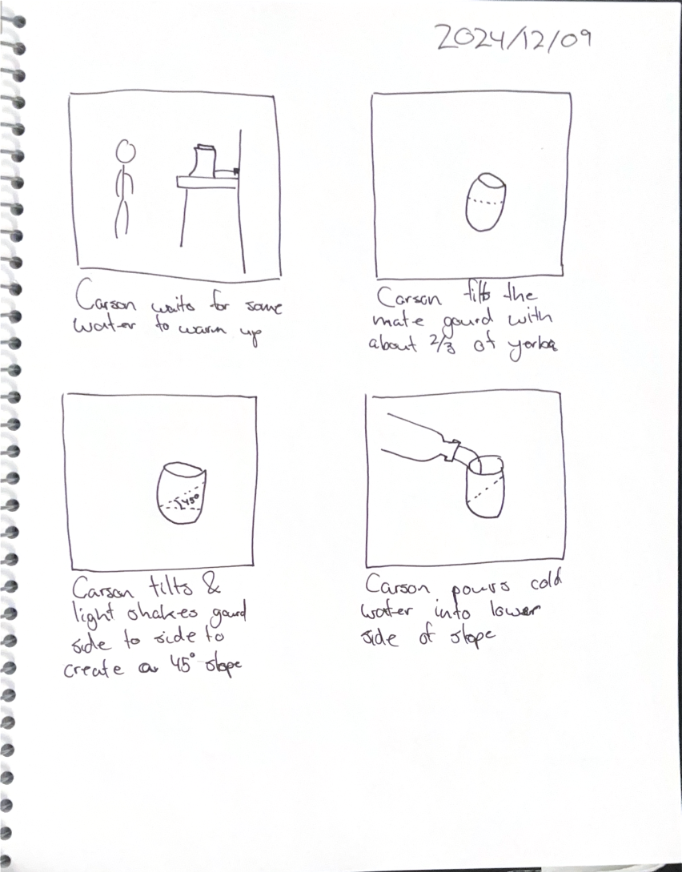 2024/12/09
Carson waits for some
water to warm up
Carson tilts the
mate gourd with
about 2/3 of yerba
45°
Carson tilts &
light shakes gourd
side to side to
create a 45° slope
Carson pours cold
water into lower
side of slope